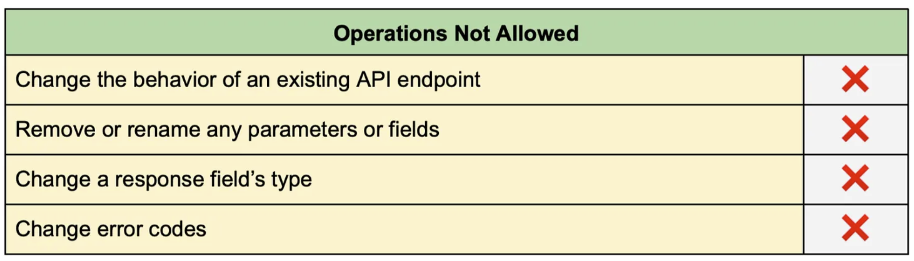 Operations Not Allowed
Change the behavior of an existing API endpoint
Remove or rename any parameters or fields
Change a response field’s type
Change error codes